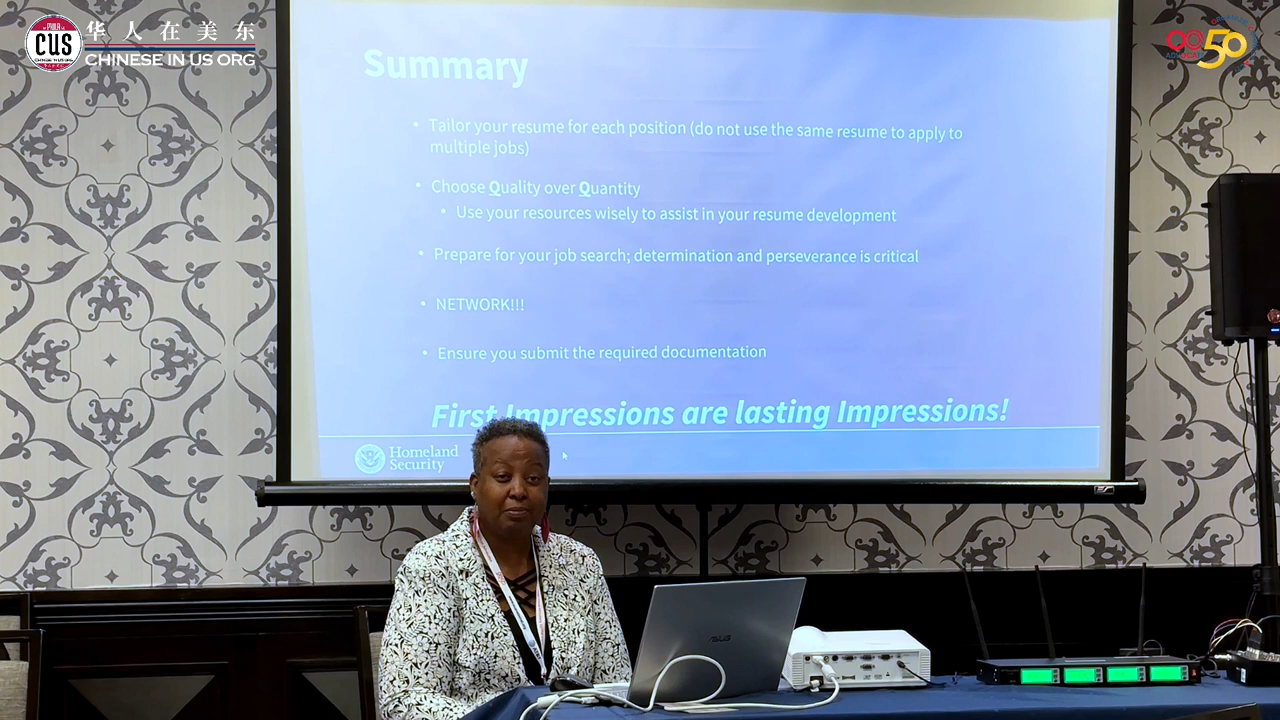 CUS
华人在美东
CHINESE IN US ORG
50
Summary
• Tailor your resume for each position (do not use the same resume to apply to
multiple jobs)
• Choose Quality over Quantity
• Use your resources wisely to assist in your resume development
• Prepare for your job search; determination and perseverance is critical
• NETWORK!!!
• Ensure you submit the required documentation
First Impressions are lasting Impressions!
Homeland
Security
ASUS